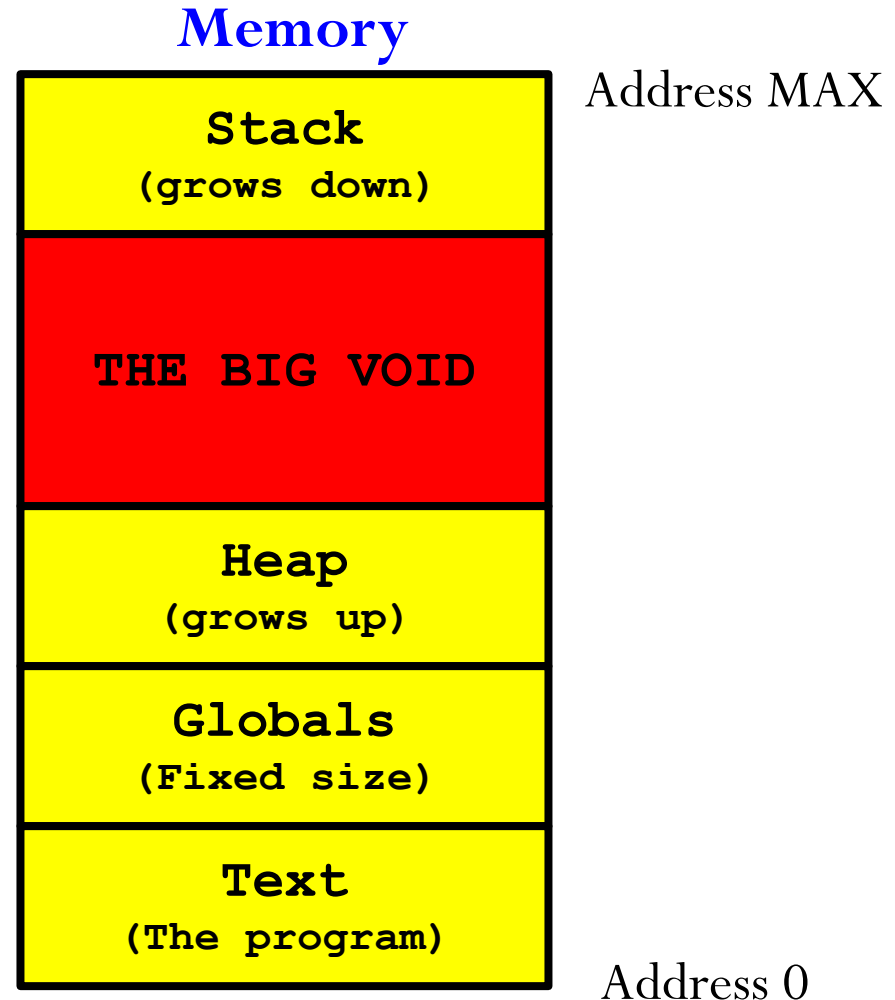 Memory
Address MAX
Stack
(grows down)
THE BIG VOID
Heap
(grows up)
Globals
(Fixed size)
Text
(The program)
Address 0